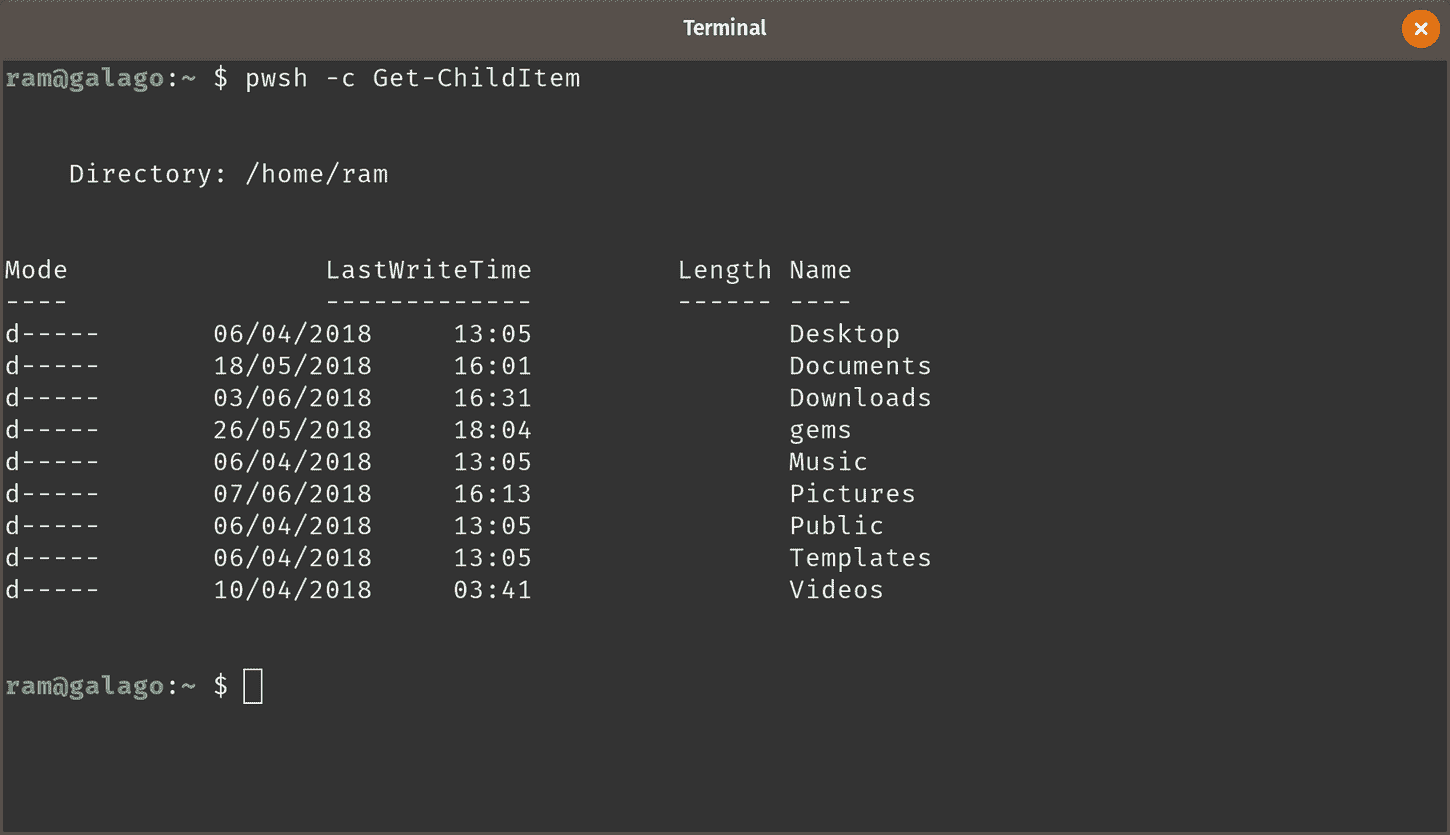 Terminal
ram@galago:~ $ pwsh -c Get-ChildItem
    Directory: /home/ram
Mode                LastWriteTime         Length Name
----                -------------         ------ ----
d-----       06/04/2018     13:05                Desktop
d-----       18/05/2018     16:01                Documents
d-----       03/06/2018     16:31                Downloads
d-----       26/05/2018     18:04                gems
d-----       06/04/2018     13:05                Music
d-----       07/06/2018     16:13                Pictures
d-----       06/04/2018     13:05                Public
d-----       06/04/2018     13:05                Templates
d-----       10/04/2018     03:41                Videos
ram@galago:~ $